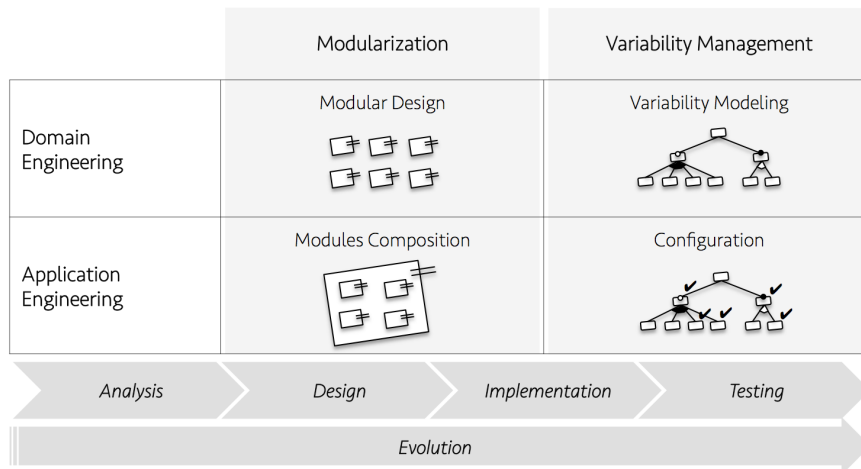 Modularization
Variability Management
Domain
Engineering
Modular Design
Variability Modeling
Application
Engineering
Modules Composition
Configuration
Analysis
Design
Implementation
Testing
Evolution